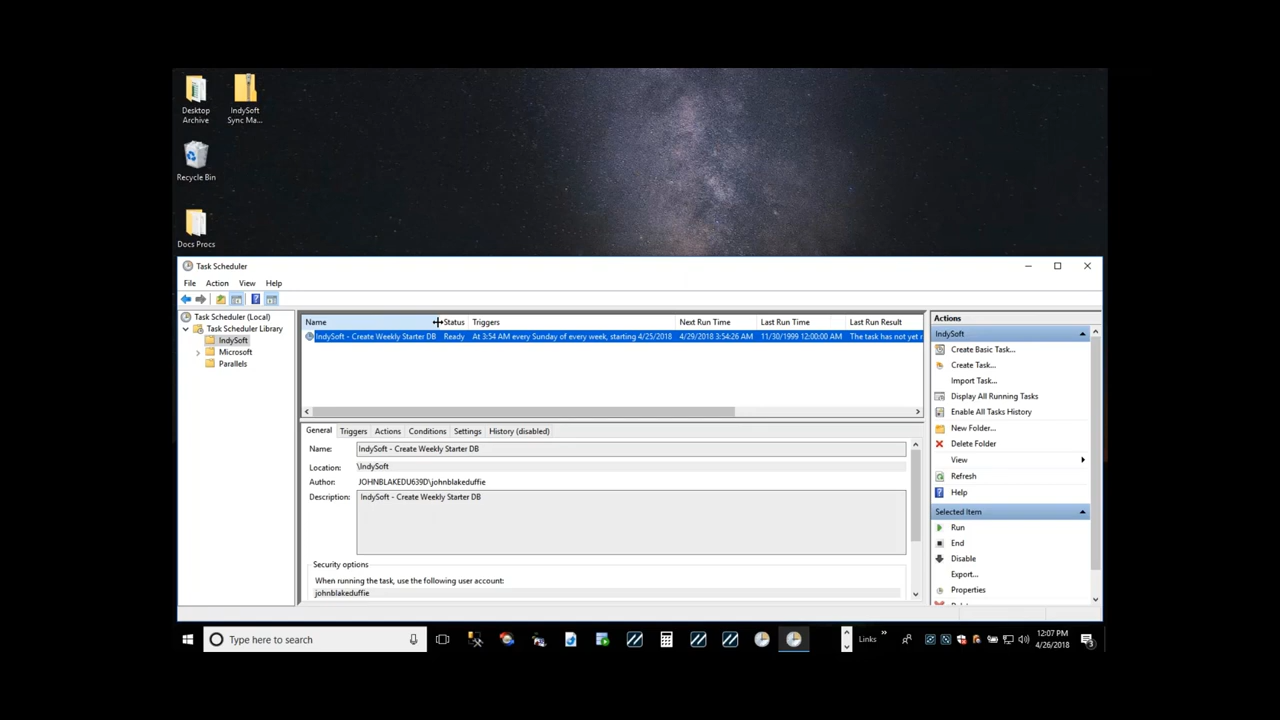 Desktop
Archive
IndySoft
Sync Ma...
Recycle Bin
Docs Procs
Task Scheduler
File Action View Help
Task Scheduler (Local)
Task Scheduler Library
IndySoft
Microsoft
Parallels
Name Status Triggers Next Run Time Last Run Time Last Run Result
IndySoft - Create Weekly Starter DB Ready At 3:54 AM every Sunday of every week, starting 4/25/2018 4/29/2018 3:54:26 AM 11/30/1999 12:00:00 AM The task has not yet r
General Triggers Actions Conditions Settings History (disabled)
Name: IndySoft - Create Weekly Starter DB
Location: \IndySoft
Author: JOHNBLAKEDU639D\johnblakeduffie
Description: IndySoft - Create Weekly Starter DB
Security options
When running the task, use the following user account:
johnblakeduffie
Actions
IndySoft
Create Basic Task...
Create Task...
Import Task...
Display All Running Tasks
Enable All Tasks History
New Folder...
Delete Folder
View
Refresh
Help
Selected Item
Run
End
Disable
Export...
Properties
Type here to search
Links
12:07 PM
4/26/2018
3